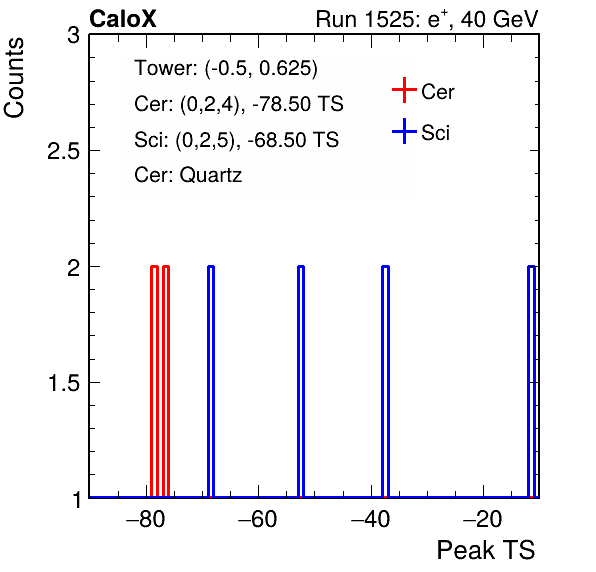 CaloX Run 1525: e⁺, 40 GeV
Counts
3
2.5
2
1.5
1
Tower: (-0.5, 0.625)
Cer: (0,2,4), -78.50 TS
Sci: (0,2,5), -68.50 TS
Cer: Quartz
Cer
Sci
−80 −60 −40 −20
Peak TS